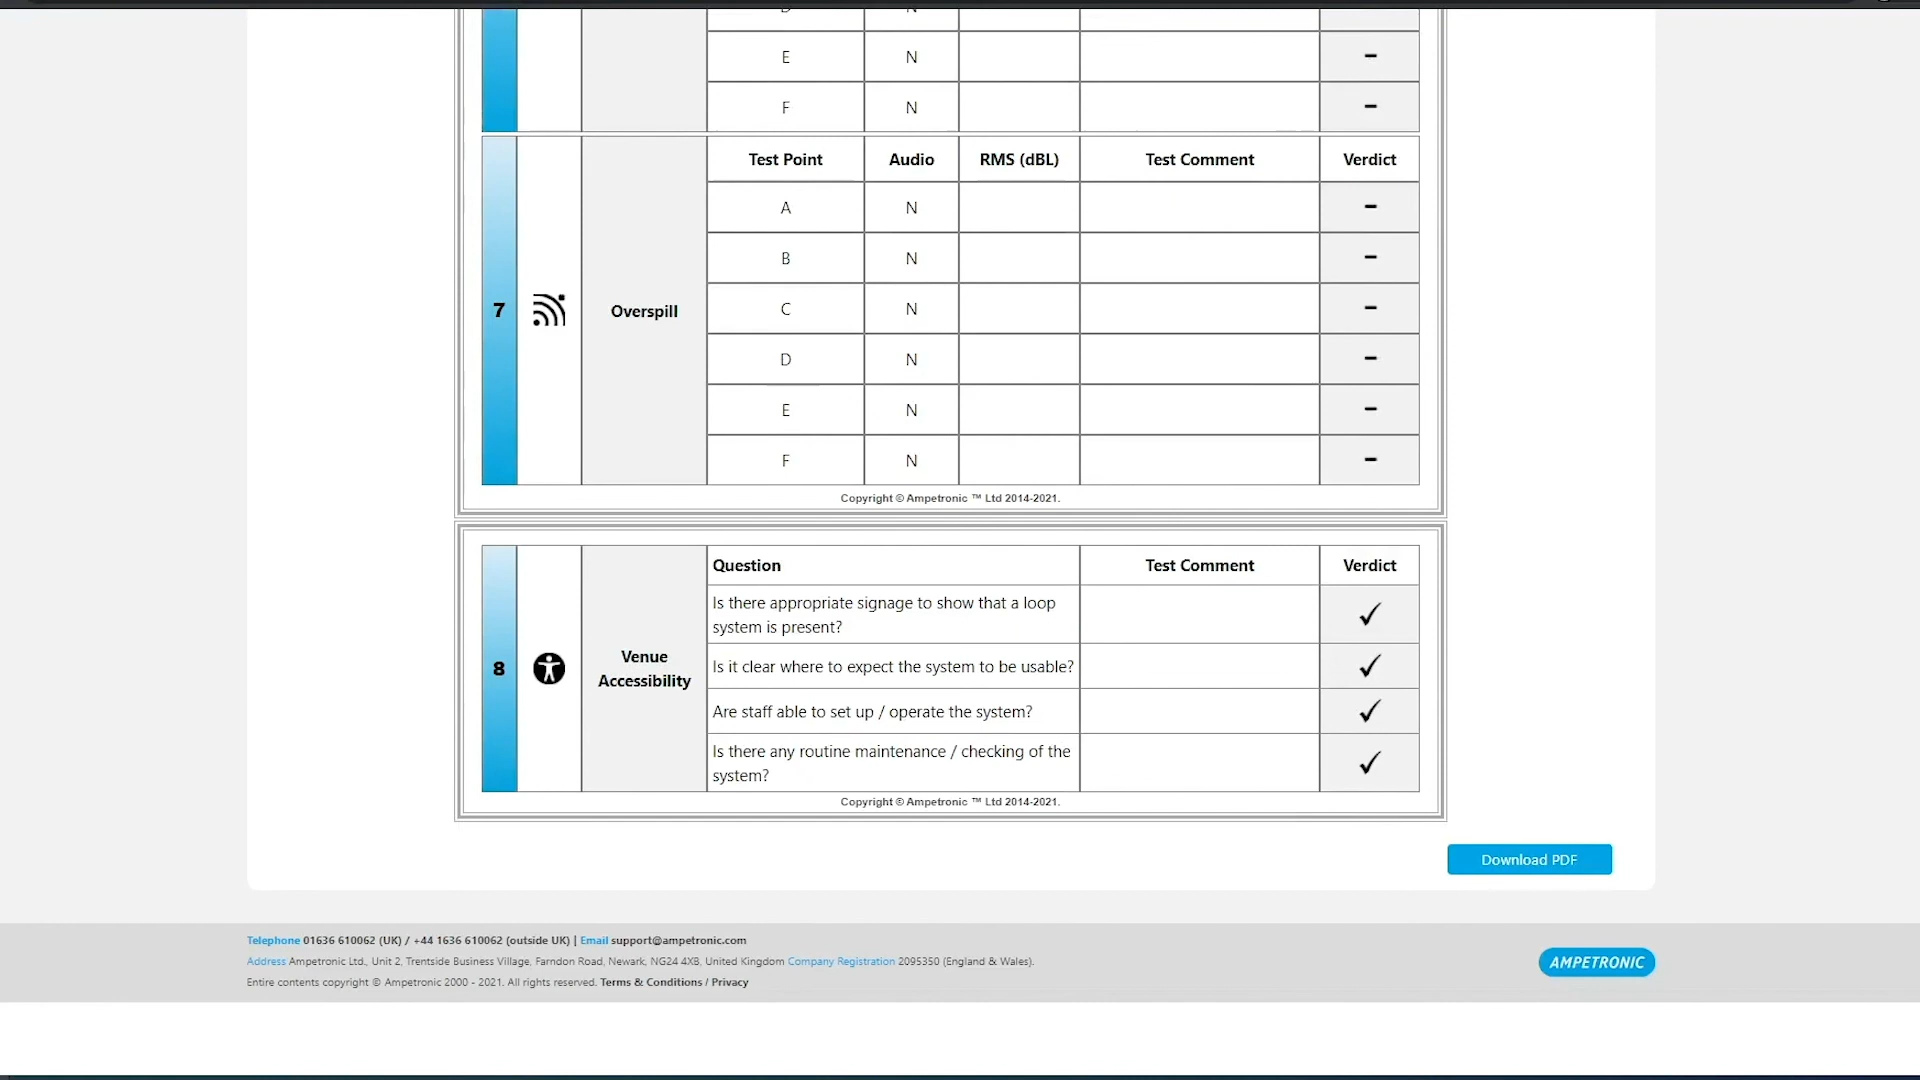 E N –
F N –
Test Point Audio RMS (dBL) Test Comment Verdict
A N –
B N –
7 Overspill C N –
D N –
E N –
F N –
Copyright © Ampetronic ™ Ltd 2014-2021.
Question Test Comment Verdict
Is there appropriate signage to show that a loop
system is present? ✓
8 Venue
Accessibility
Is it clear where to expect the system to be usable? ✓
Are staff able to set up / operate the system? ✓
Is there any routine maintenance / checking of the
system? ✓
Copyright © Ampetronic ™ Ltd 2014-2021.
Download PDF
Telephone 01636 610062 (UK) / +44 1636 610062 (outside UK) | Email support@ampetronic.com
Address Ampetronic Ltd., Unit 2, Trentside Business Village, Farndon Road, Newark, NG24 4XB, United Kingdom Company Registration 2095350 (England & Wales).
Entire contents copyright © Ampetronic 2000 - 2021. All rights reserved. Terms & Conditions / Privacy
AMPETRONIC